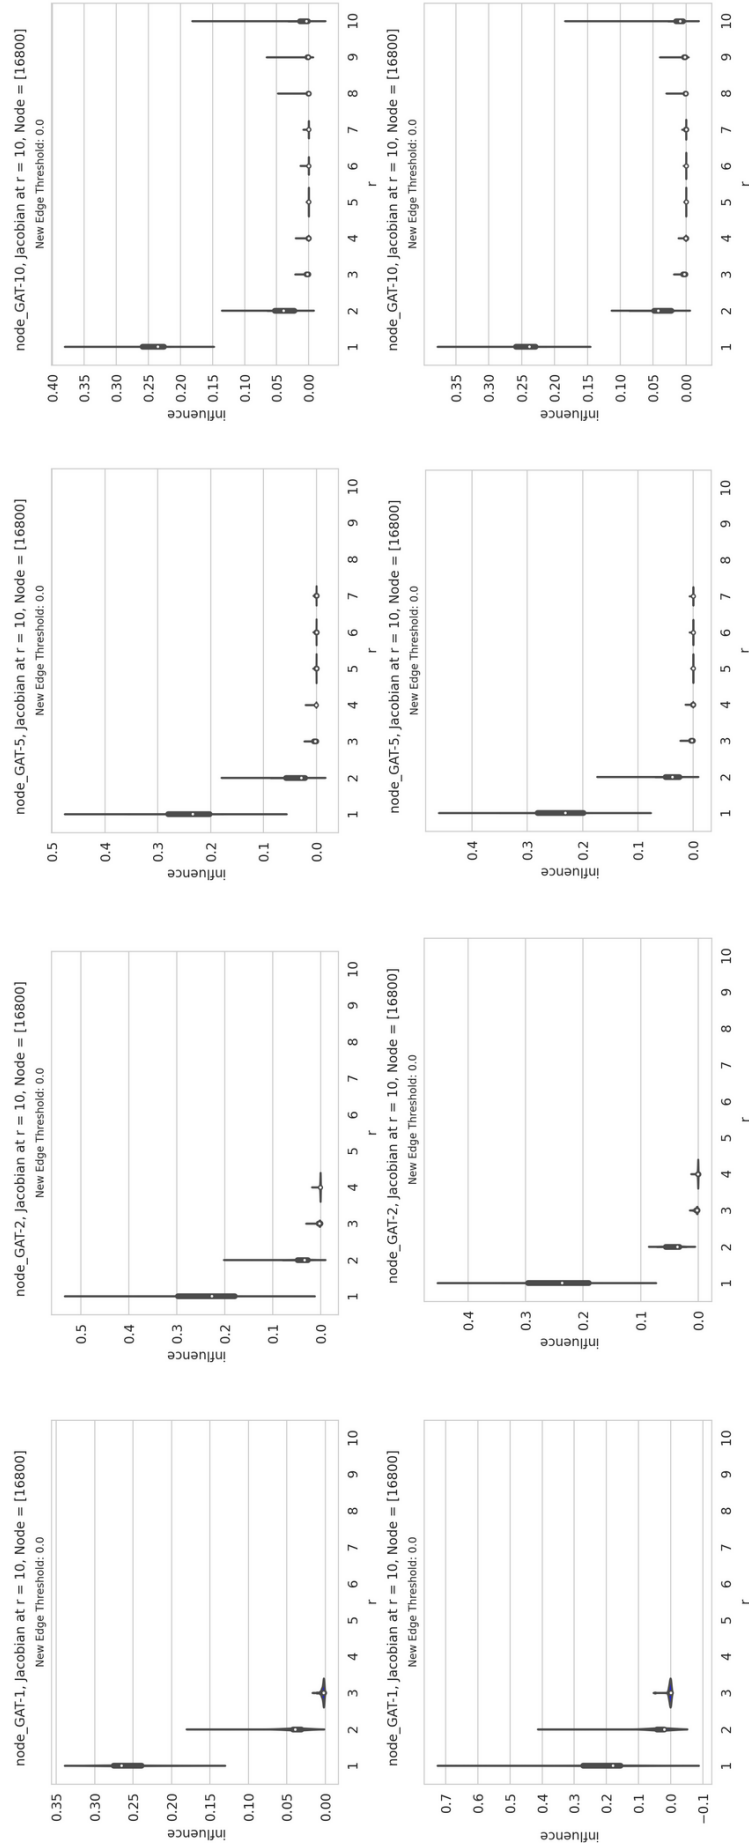 node_GAT-1, Jacobian at r = 10, Node = [16800]
New Edge Threshold: 0.0
influence
0.35
0.30
0.25
0.20
0.15
0.10
0.05
0.00
1 2 3 4 5 6 7 8 9 10
r
node_GAT-2, Jacobian at r = 10, Node = [16800]
New Edge Threshold: 0.0
influence
0.5
0.4
0.3
0.2
0.1
0.0
1 2 3 4 5 6 7 8 9 10
r
node_GAT-5, Jacobian at r = 10, Node = [16800]
New Edge Threshold: 0.0
influence
0.5
0.4
0.3
0.2
0.1
0.0
1 2 3 4 5 6 7 8 9 10
r
node_GAT-10, Jacobian at r = 10, Node = [16800]
New Edge Threshold: 0.0
influence
0.40
0.35
0.30
0.25
0.20
0.15
0.10
0.05
0.00
1 2 3 4 5 6 7 8 9 10
r
node_GAT-1, Jacobian at r = 10, Node = [16800]
New Edge Threshold: 0.0
influence
0.7
0.6
0.5
0.4
0.3
0.2
0.1
0.0
−0.1
1 2 3 4 5 6 7 8 9 10
r
node_GAT-2, Jacobian at r = 10, Node = [16800]
New Edge Threshold: 0.0
influence
0.4
0.3
0.2
0.1
0.0
1 2 3 4 5 6 7 8 9 10
r
node_GAT-5, Jacobian at r = 10, Node = [16800]
New Edge Threshold: 0.0
influence
0.4
0.3
0.2
0.1
0.0
1 2 3 4 5 6 7 8 9 10
r
node_GAT-10, Jacobian at r = 10, Node = [16800]
New Edge Threshold: 0.0
influence
0.35
0.30
0.25
0.20
0.15
0.10
0.05
0.00
1 2 3 4 5 6 7 8 9 10
r